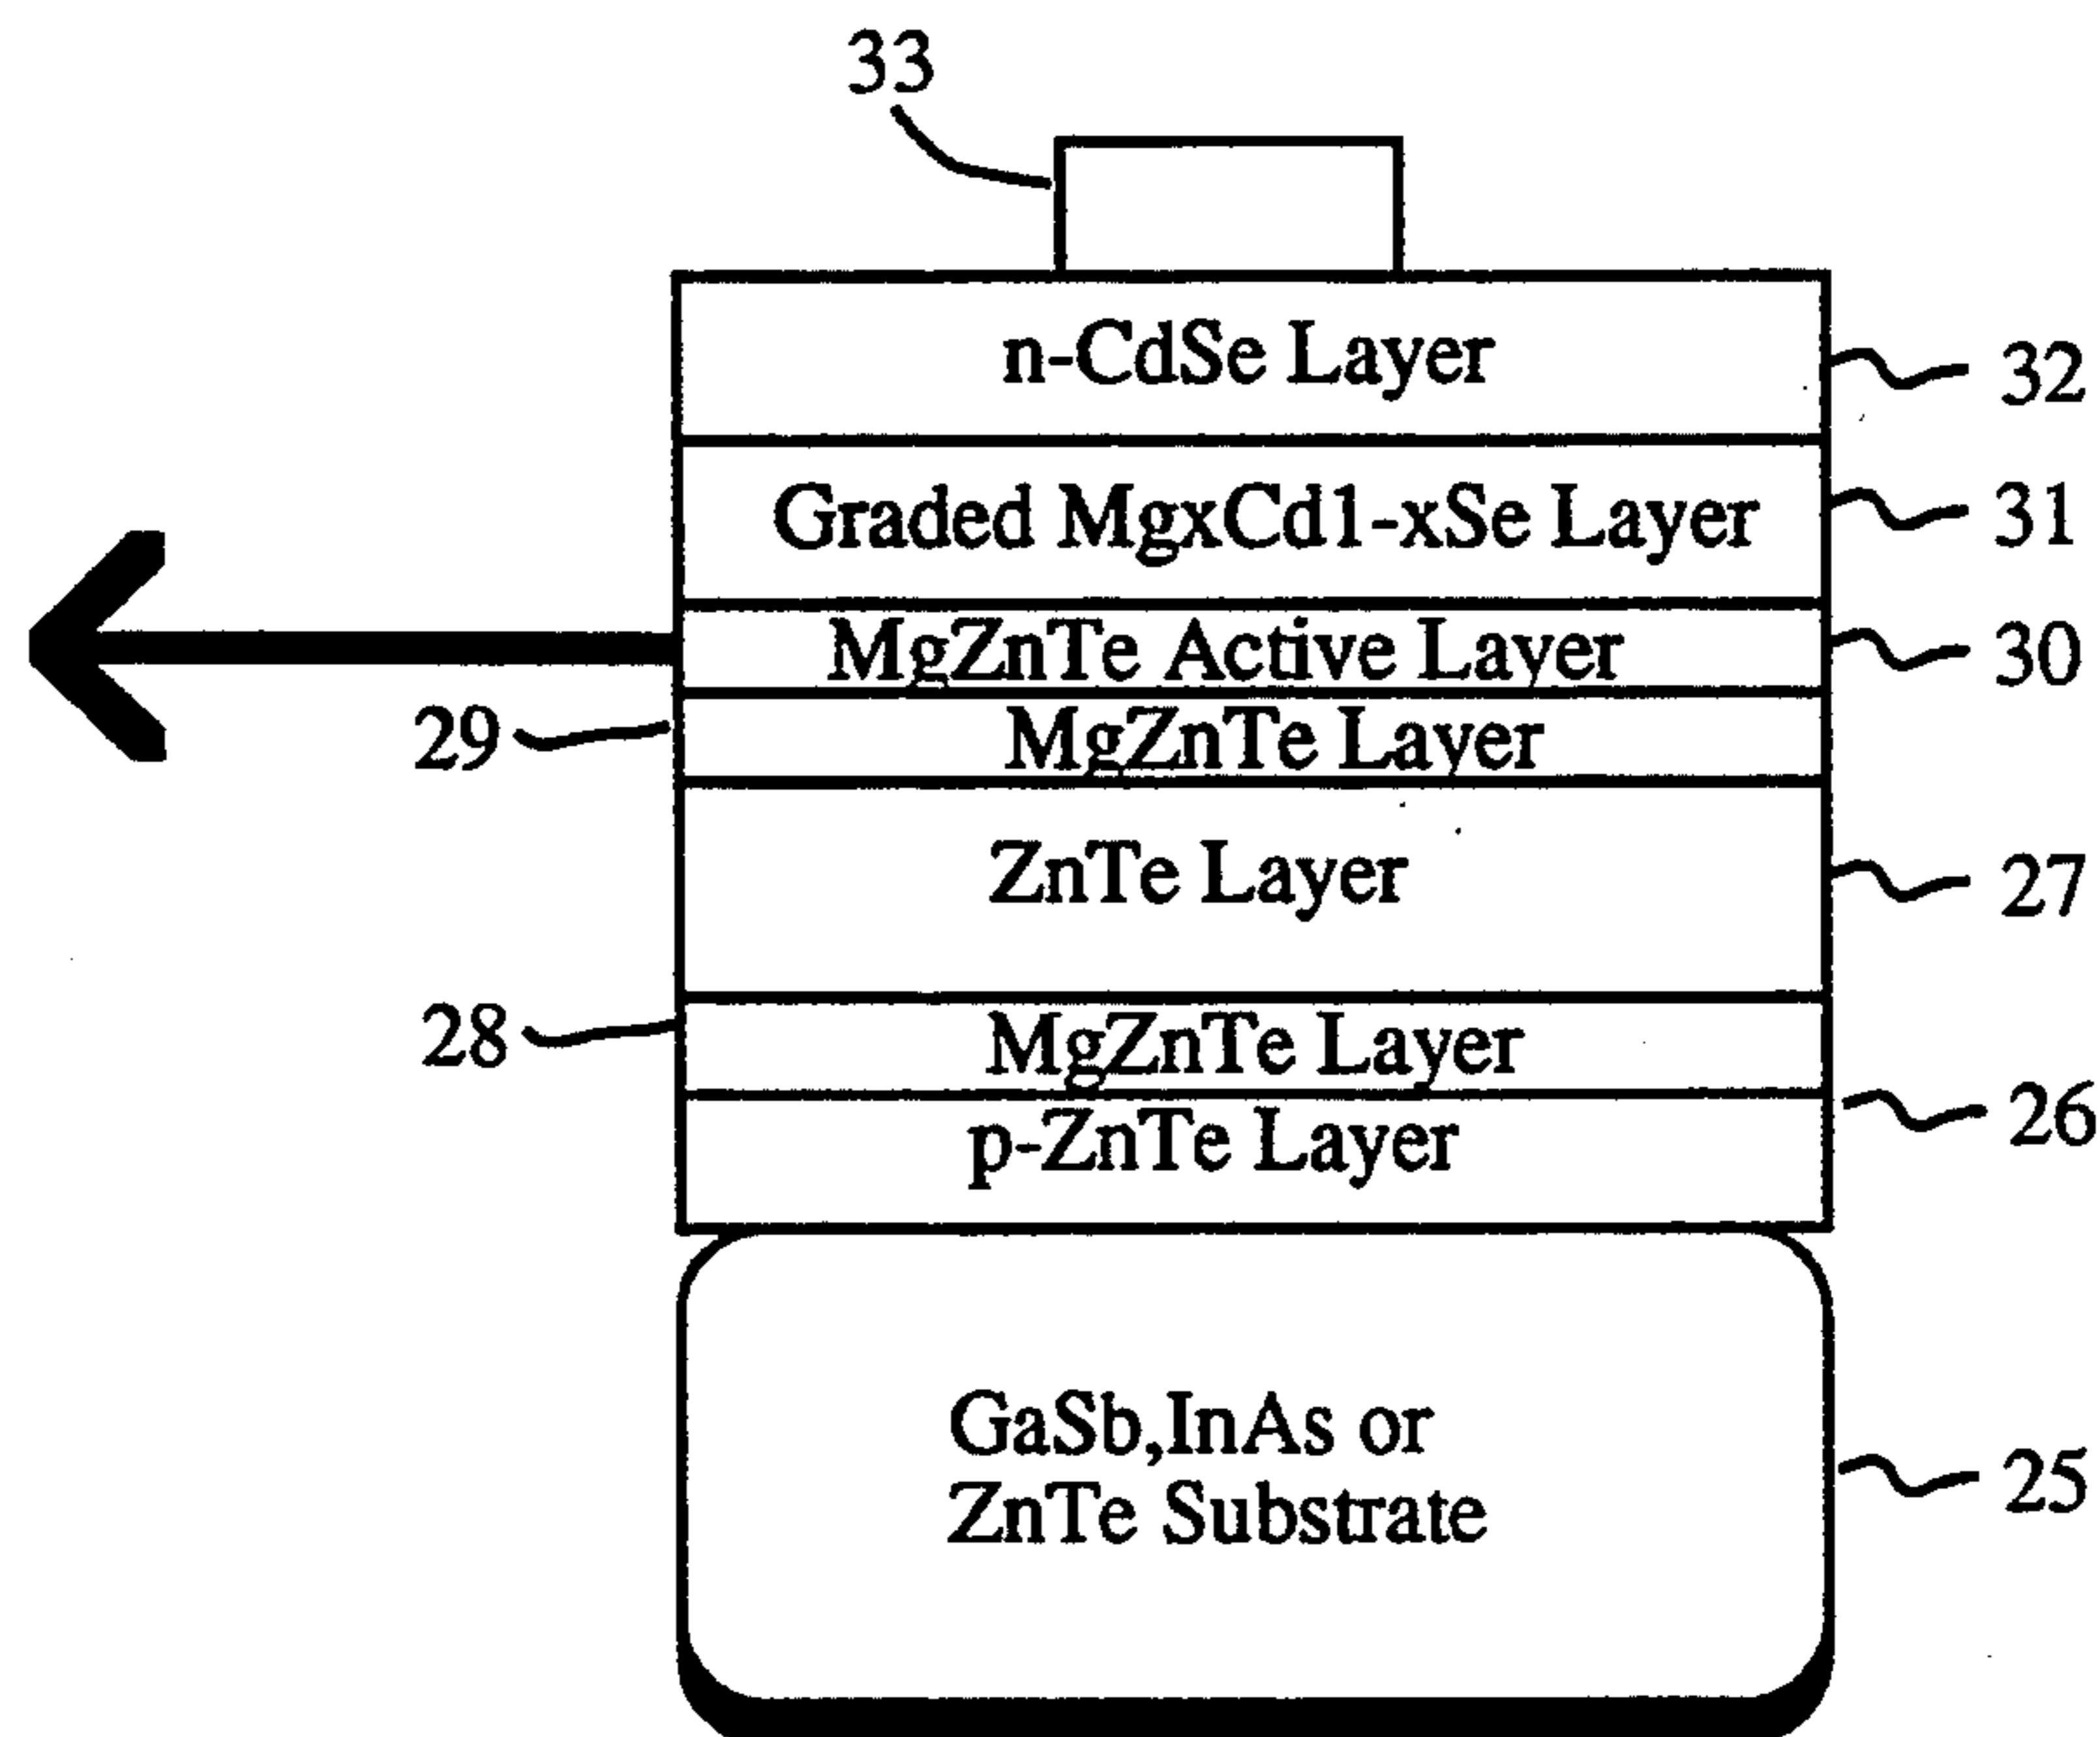 33
n-CdSe Layer
32
Graded MgxCd1-xSe Layer
31
MgZnTe Active Layer
30
29
MgZnTe Layer
ZnTe Layer
27
28
MgZnTe Layer
26
p-ZnTe Layer
GaSb,InAs or
ZnTe Substrate
25